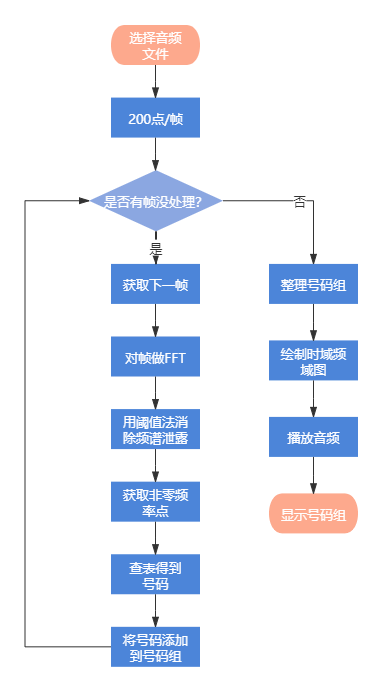 选择音频
文件
200点/帧
是否有帧没处理?
否
是
获取下一帧
对帧做FFT
用阈值法消
除频谱泄露
获取非零频
率点
查表得到
号码
将号码添加
到号码组
整理号码组
绘制时域频
域图
播放音频
显示号码组